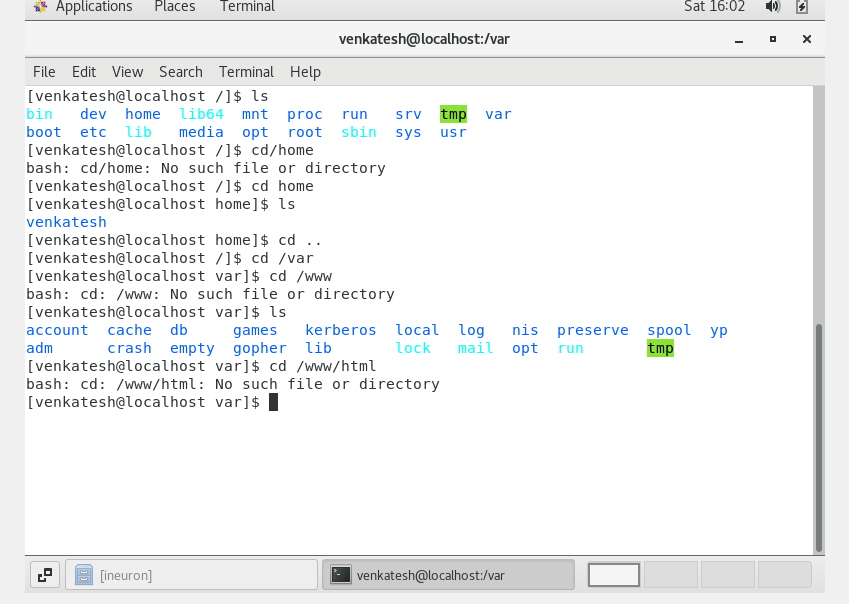 Applications Places Terminal Sat 16:02
venkatesh@localhost:/var
File Edit View Search Terminal Help
[venkatesh@localhost /]$ ls
bin dev home lib64 mnt proc run srv tmp var
boot etc lib media opt root sbin sys usr
[venkatesh@localhost /]$ cd/home
bash: cd/home: No such file or directory
[venkatesh@localhost /]$ cd home
[venkatesh@localhost home]$ ls
venkatesh
[venkatesh@localhost home]$ cd ..
[venkatesh@localhost /]$ cd /var
[venkatesh@localhost var]$ cd /www
bash: cd: /www: No such file or directory
[venkatesh@localhost var]$ ls
account cache db games kerberos local log nis preserve spool yp
adm crash empty gopher lib lock mail opt run tmp
[venkatesh@localhost var]$ cd /www/html
bash: cd: /www/html: No such file or directory
[venkatesh@localhost var]$
[ineuron] venkatesh@localhost:/var